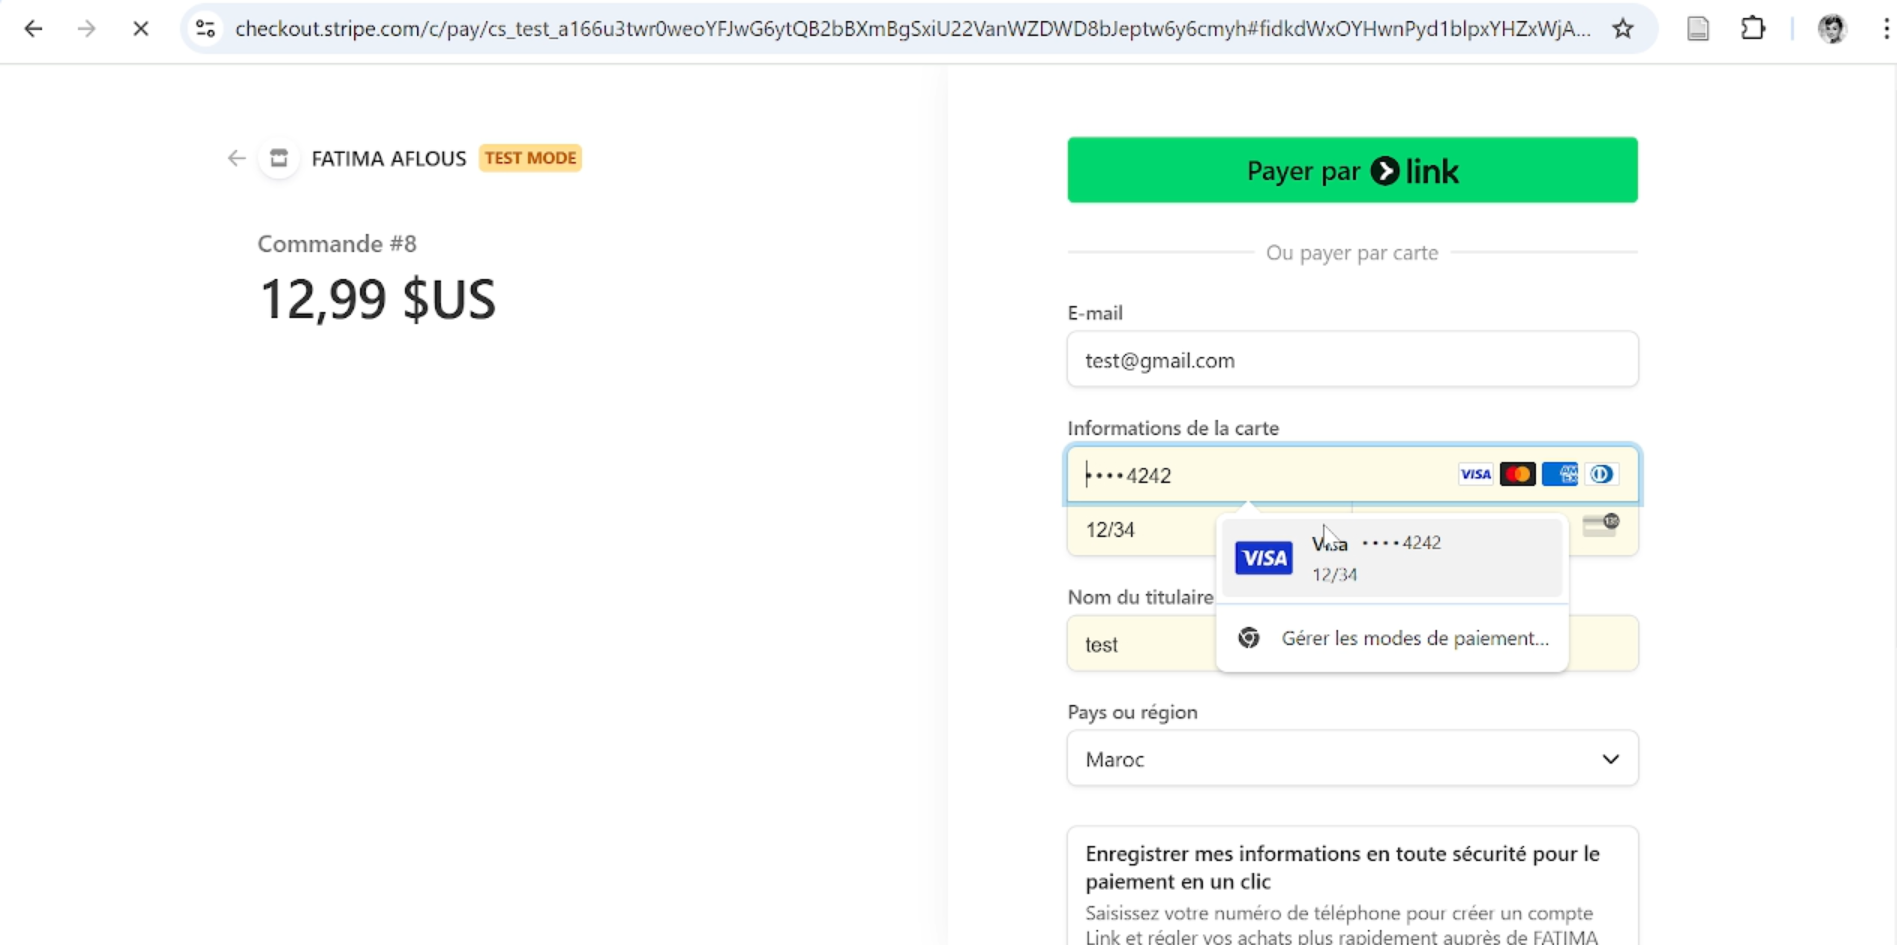 checkout.stripe.com/c/pay/cs_test_a166u3twr0weoYFJwG6ytQB2bBXmBgSxiU22VanWZDWD8bJeptw6y6cmyh#fidkdWxOYHwnPyd1blpxYHZxWjA...
FATIMA AFLOUS TEST MODE
Commande #8
12,99 $US
Payer par link
Ou payer par carte
E-mail
test@gmail.com
Informations de la carte
••••4242 VISA
12/34
VISA Visa ••••4242
12/34
Gérer les modes de paiement...
Nom du titulaire
test
Pays ou région
Maroc
Enregistrer mes informations en toute sécurité pour le
paiement en un clic
Saisissez votre numéro de téléphone pour créer un compte
Link et régler vos achats plus rapidement auprès de FATIMA